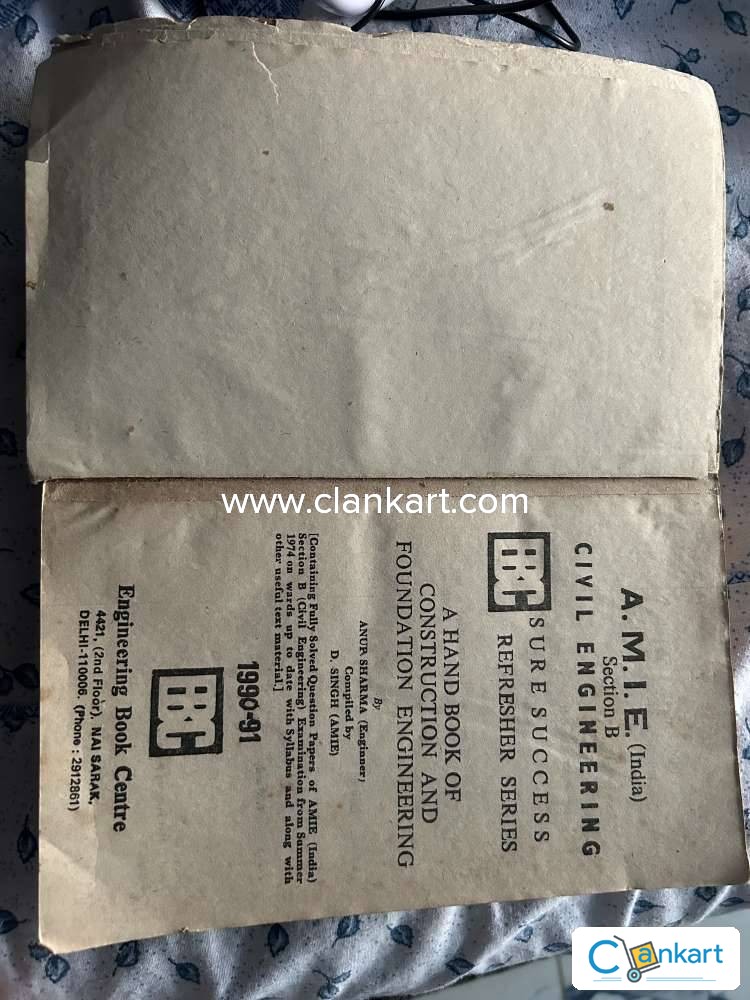 A. M. I. E. (India)
Section B
CIVIL ENGINEERING
EBC SURE SUCCESS
REFRESHER SERIES
A HAND BOOK OF
CONSTRUCTION AND
FOUNDATION ENGINEERING
By
ANUP SHARMA (Enginner)
Compiled by
D. SINGH (AMIE)
[Containing Fully Solved Question Papers of AMIE (India)
Section B (Civil Engineering) Examination from Summer
1974 on wards up to date with Syllabus and along with
other useful text material.]
1990-91
EBC
Engineering Book Centre
4421, (2nd Floor), NAI SARAK,
DELHI-110006. (Phone : 2912861)
www.clankart.com
Clankart